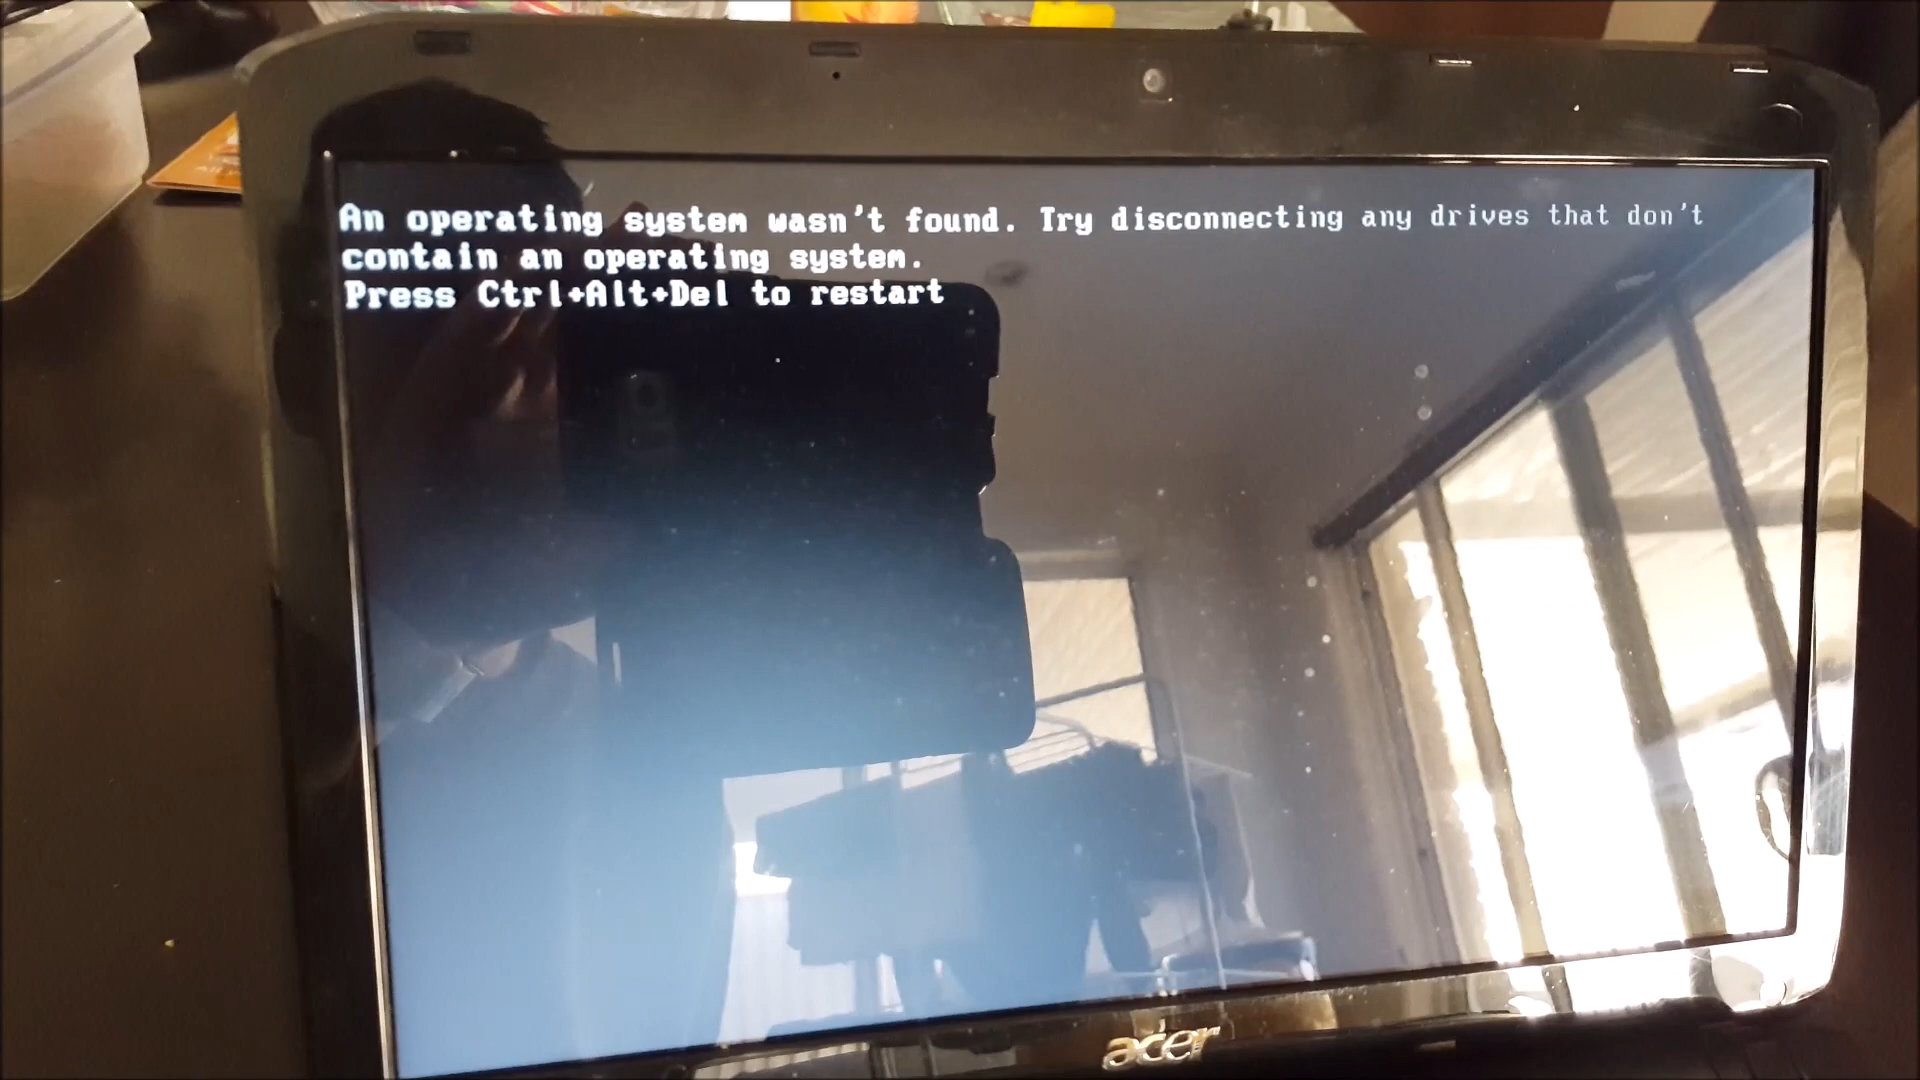 An operating system wasn't found. Try disconnecting any drives that don't
contain an operating system.
Press Ctrl+Alt+Del to restart
acer